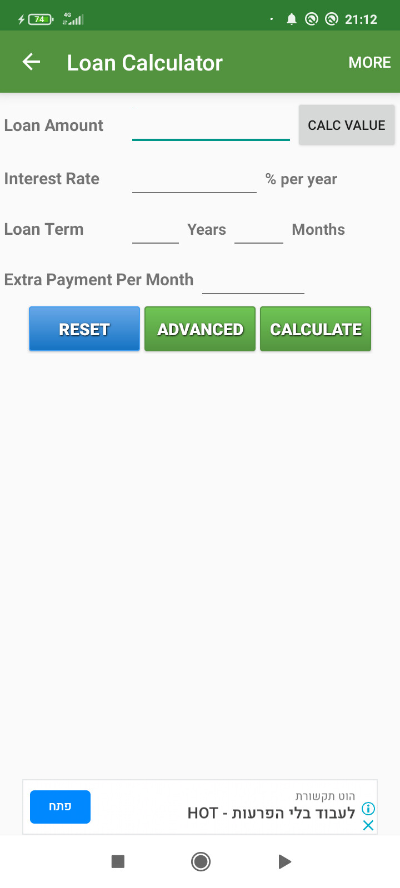 74
4G
21:12
Loan Calculator
MORE
Loan Amount
CALC VALUE
Interest Rate
% per year
Loan Term
Years
Months
Extra Payment Per Month
RESET
ADVANCED
CALCULATE
הוט תקשורת
לעבוד בלי הפרעות - HOT
פתח